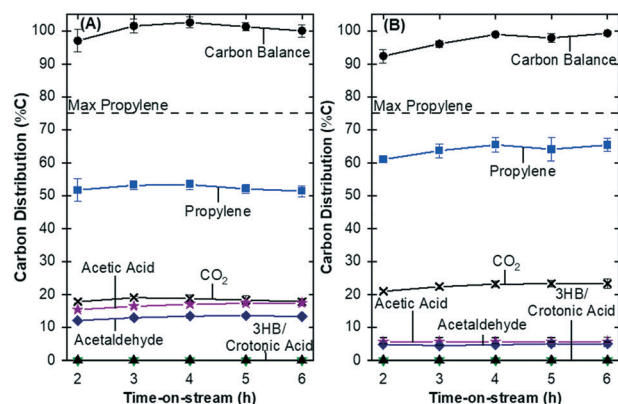 (A)
Carbon Distribution (%C)
100
90
80
70
60
50
40
30
20
10
0
Carbon Balance
Max Propylene
Propylene
Acetic Acid
CO2
Acetaldehyde
3HB/
Crotonic Acid
2 3 4 5 6
Time-on-stream (h)
(B)
Carbon Distribution (%C)
100
90
80
70
60
50
40
30
20
10
0
Carbon Balance
Max Propylene
Propylene
CO2
3HB/
Crotonic Acid
Acetic Acid
Acetaldehyde
2 3 4 5 6
Time-on-stream (h)